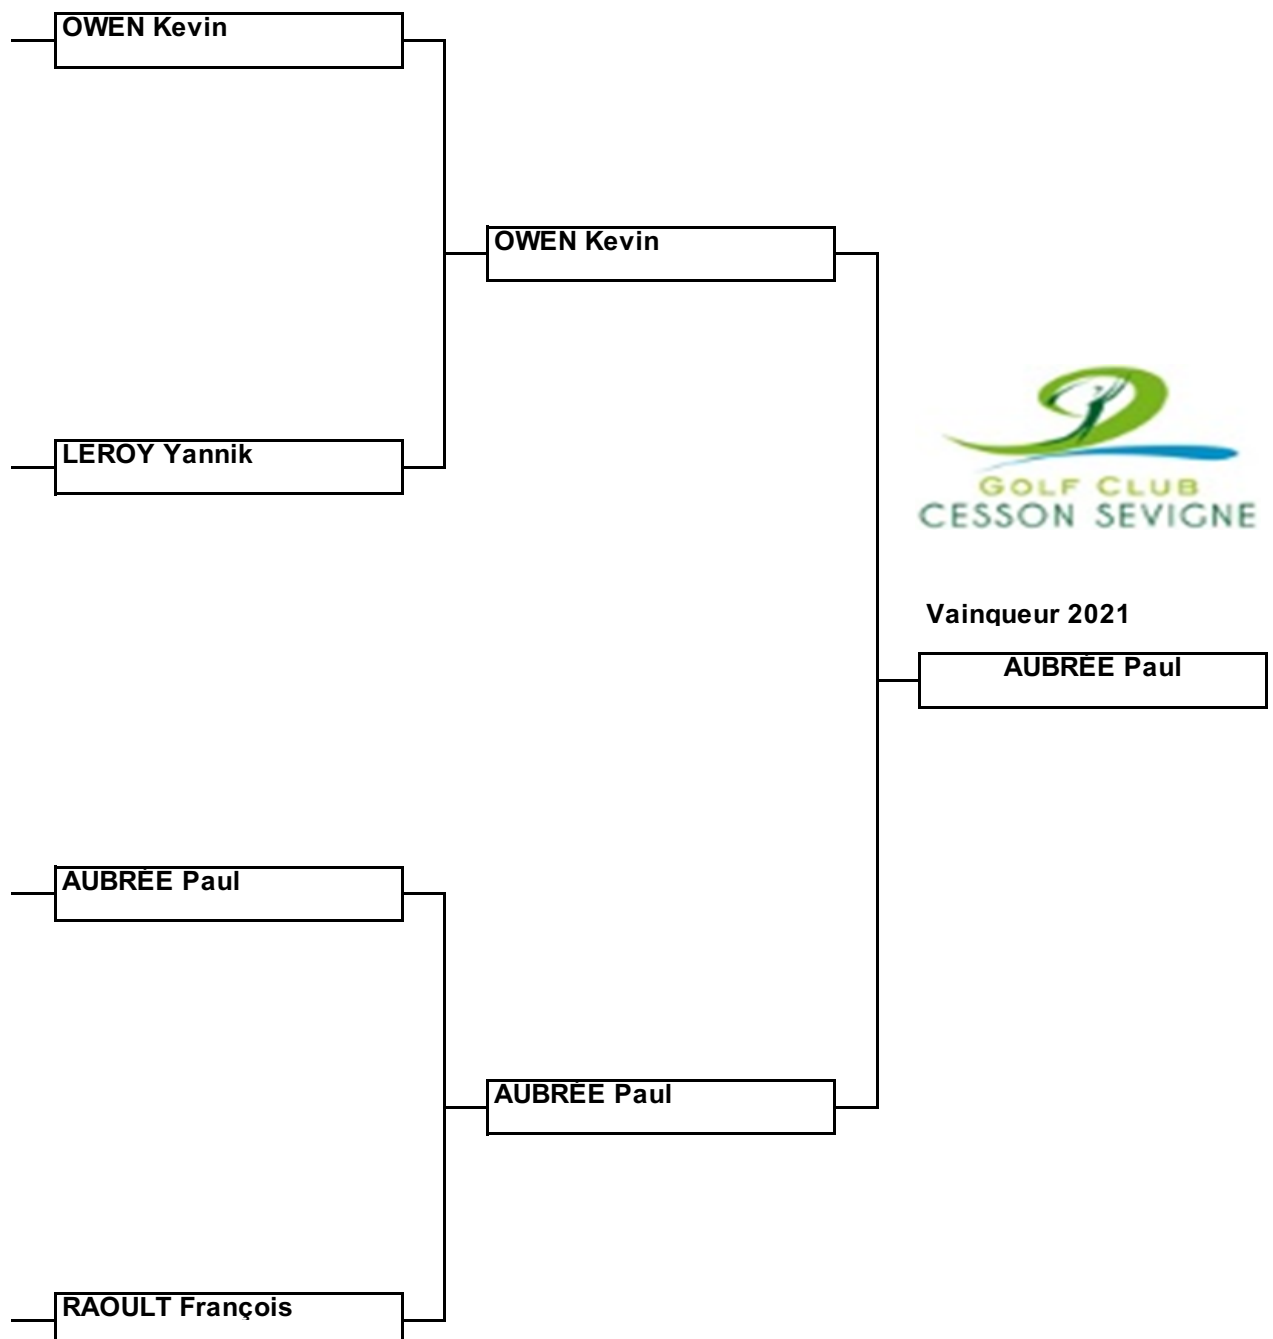 OWEN Kevin
OWEN Kevin
LEROY Yannik
GOLF CLUB
CESSON SEVIGNE
Vainqueur 2021
AUBRÉE Paul
AUBRÉE Paul
AUBRÉE Paul
RAOULT François